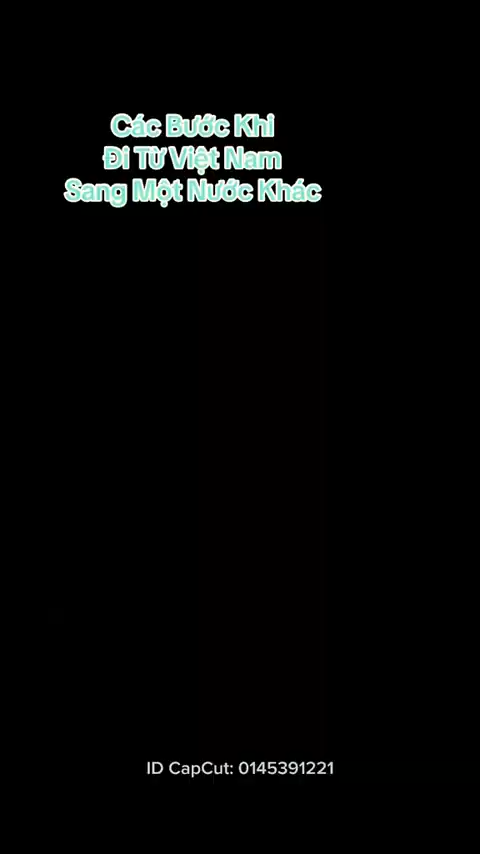 Các Bước Khi
Đi Từ Việt Nam
Sang Một Nước Khác
ID CapCut: 0145391221